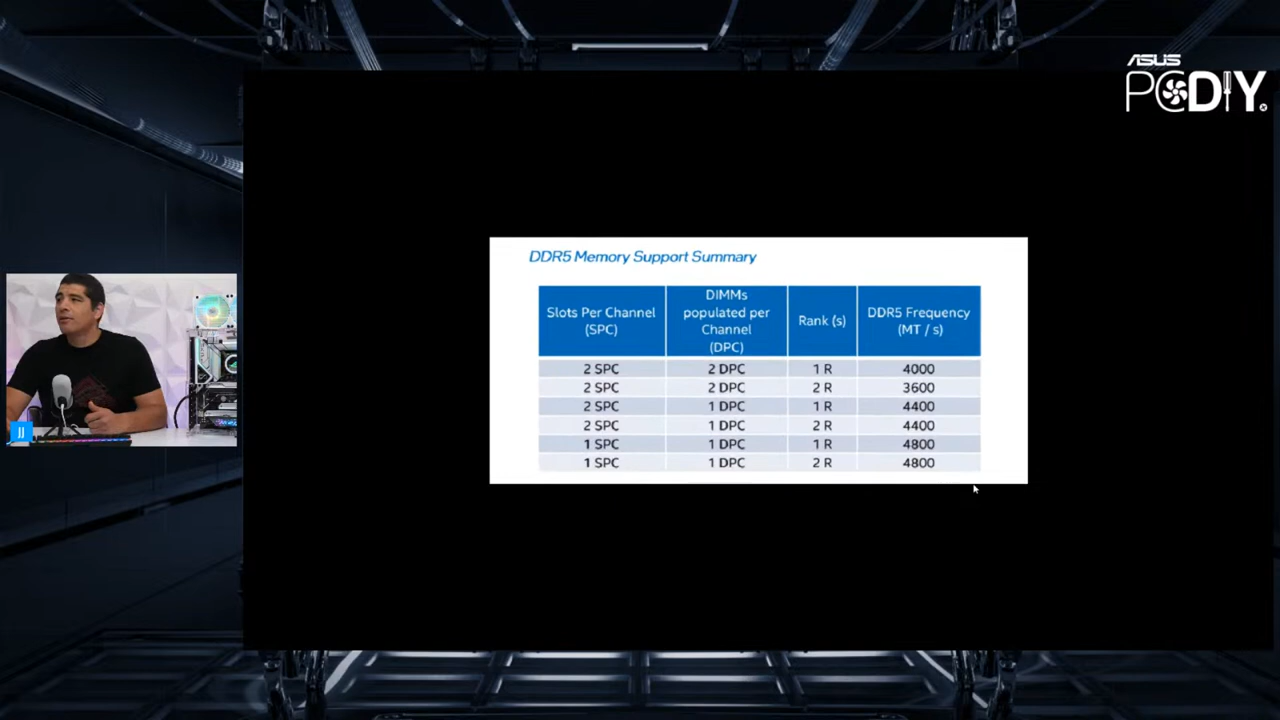 ASUS
PCDIY.
DDR5 Memory Support Summary
Slots Per Channel
(SPC)
DIMMs
populated per
Channel
(DPC)
Rank (s)
DDR5 Frequency
(MT / s)
2 SPC 2 DPC 1 R 4000
2 SPC 2 DPC 2 R 3600
2 SPC 1 DPC 1 R 4400
2 SPC 1 DPC 2 R 4400
1 SPC 1 DPC 1 R 4800
1 SPC 1 DPC 2 R 4800
JJ